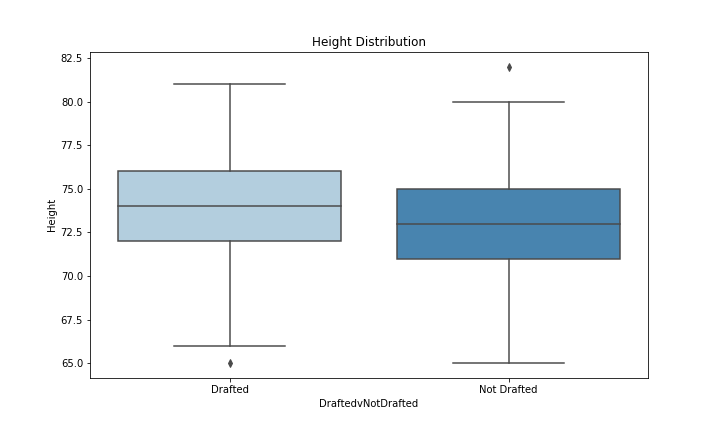 Height Distribution
82.5
80.0
77.5
75.0
72.5
70.0
67.5
65.0
Height
Drafted
Not Drafted
DraftedvNotDrafted